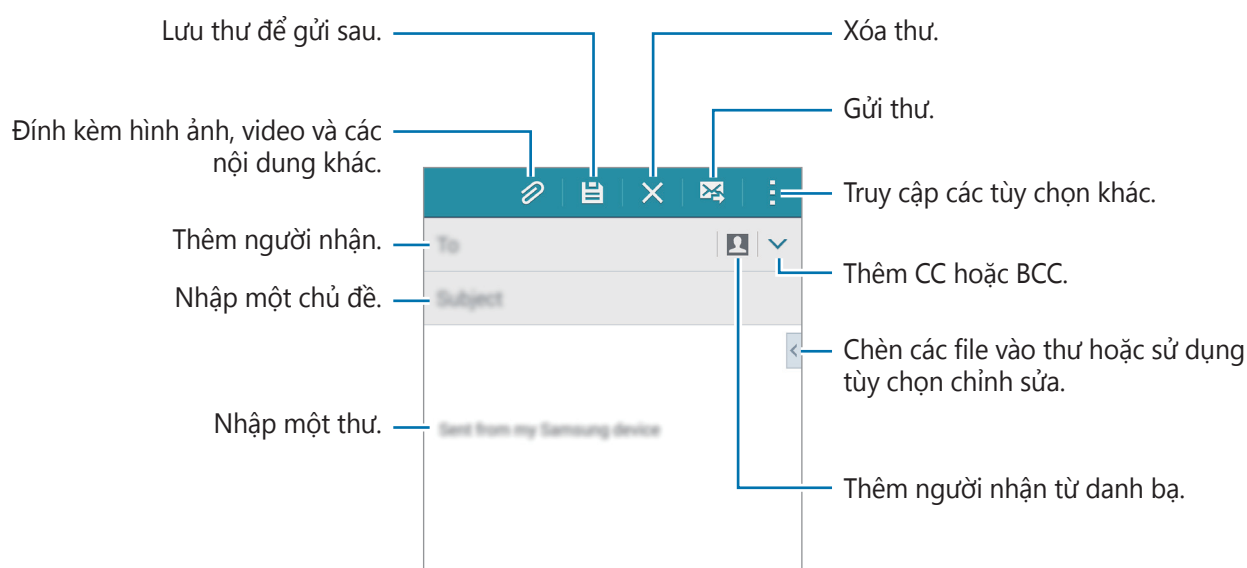 Lưu thư để gửi sau.
Xóa thư.
Gửi thư.
Đính kèm hình ảnh, video và các
nội dung khác.
Truy cập các tùy chọn khác.
Thêm người nhận.
To
Thêm CC hoặc BCC.
Nhập một chủ đề.
Subject
Chèn các file vào thư hoặc sử dụng
tùy chọn chỉnh sửa.
Nhập một thư.
Sent from my Samsung device
Thêm người nhận từ danh bạ.